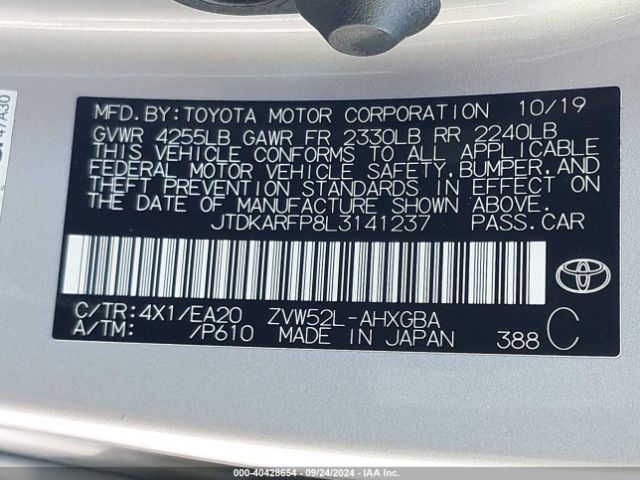 47A30
MFD.BY:TOYOTA MOTOR CORPORATION 10/19
GVWR 4255LB GAWR FR 2330LB RR 2240LB
THIS VEHICLE CONFORMS TO ALL APPLICABLE
FEDERAL MOTOR VEHICLE SAFETY,BUMPER,AND
THEFT PREVENTION STANDARDS IN EFFECT ON
THE DATE OF MANUFACTURE SHOWN ABOVE.
JTDKARFP8L3141237 PASS.CAR
C/TR:4X1/EA20 ZVW52L-AHXGBA
A/TM: /P610 MADE IN JAPAN 388 C
000-40428654 / 09/24/2024 / IAA Inc.